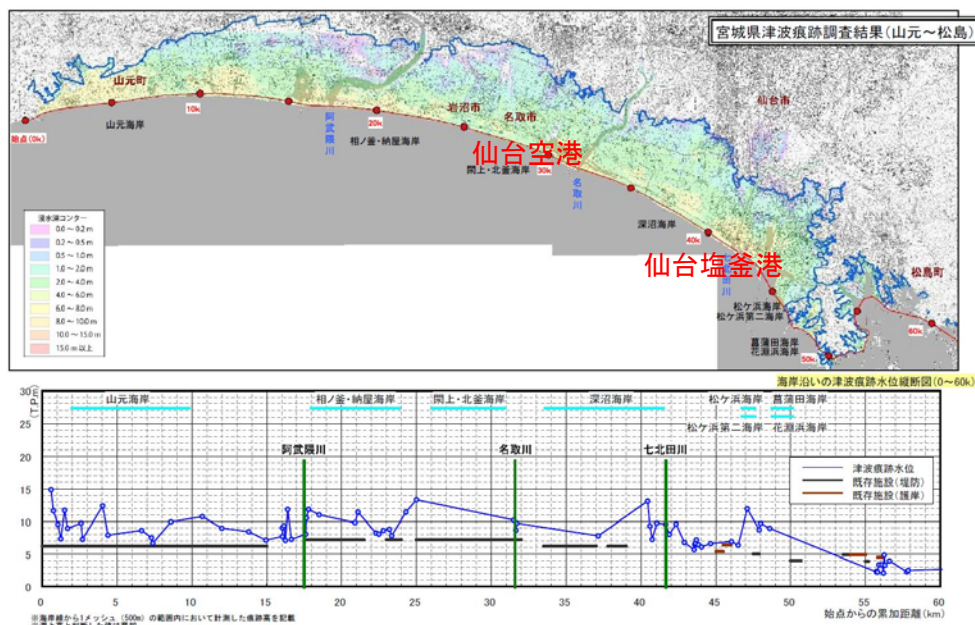 宮城県津波痕跡調査結果(山元~松島)
仙台市
山元町
10k
岩沼市
名取市
始点(0k)
山元海岸
阿武隈川
20k
相ノ釜・納屋海岸
仙台空港
30k
閖上・北釜海岸
名取川
深沼海岸
40k
仙台塩釜港
松島町
60k
松ケ浜海岸
松ケ浜第二海岸
菖蒲田海岸
花淵浜海岸
50k
浸水深コンター
0.0~0.2 m
0.2~0.5 m
0.5~1.0 m
1.0~2.0 m
2.0~4.0 m
4.0~6.0 m
6.0~8.0 m
8.0~10.0 m
10.0~15.0 m
15.0 m 以上
海岸沿いの津波痕跡水位縦断図(0~60k)
(T.P.m)
30
25
20
15
10
5
0
山元海岸
相ノ釜・納屋海岸
閖上・北釜海岸
深沼海岸
松ケ浜海岸
菖蒲田海岸
松ケ浜第二海岸
花淵浜海岸
阿武隈川
名取川
七北田川
津波痕跡水位
既存施設(堤防)
既存施設(護岸)
0 5 10 15 20 25 30 35 40 45 50 55 60
始点からの累加距離(km)
※海岸線から1メッシュ(500m)の範囲内において計測した痕跡高を記載